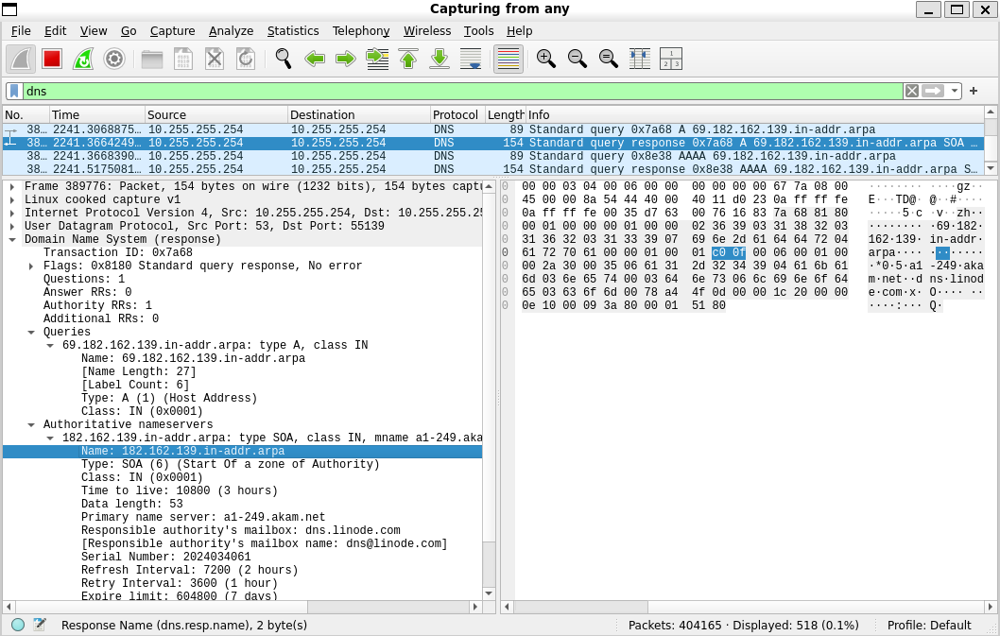 Capturing from any
File Edit View Go Capture Analyze Statistics Telephony Wireless Tools Help
dns
No. Time Source Destination Protocol Length Info
38… 2241.3068875… 10.255.255.254 10.255.255.254 DNS 89 Standard query 0x7a68 A 69.182.162.139.in-addr.arpa
38… 2241.3664249… 10.255.255.254 10.255.255.254 DNS 154 Standard query response 0x7a68 A 69.182.162.139.in-addr.arpa SOA …
38… 2241.3668390… 10.255.255.254 10.255.255.254 DNS 89 Standard query 0x8e38 AAAA 69.182.162.139.in-addr.arpa
38… 2241.5175081… 10.255.255.254 10.255.255.254 DNS 154 Standard query response 0x8e38 AAAA 69.182.162.139.in-addr.arpa S…
Frame 389776: Packet, 154 bytes on wire (1232 bits), 154 bytes captu
Linux cooked capture v1
Internet Protocol Version 4, Src: 10.255.255.254, Dst: 10.255.255.25
User Datagram Protocol, Src Port: 53, Dst Port: 55139
Domain Name System (response)
Transaction ID: 0x7a68
Flags: 0x8180 Standard query response, No error
Questions: 1
Answer RRs: 0
Authority RRs: 1
Additional RRs: 0
Queries
69.182.162.139.in-addr.arpa: type A, class IN
Name: 69.182.162.139.in-addr.arpa
[Name Length: 27]
[Label Count: 6]
Type: A (1) (Host Address)
Class: IN (0x0001)
Authoritative nameservers
182.162.139.in-addr.arpa: type SOA, class IN, mname a1-249.aka
Name: 182.162.139.in-addr.arpa
Type: SOA (6) (Start Of a zone of Authority)
Class: IN (0x0001)
Time to live: 10800 (3 hours)
Data length: 53
Primary name server: a1-249.akam.net
Responsible authority's mailbox: dns.linode.com
[Responsible authority's mailbox name: dns@linode.com]
Serial Number: 2024034061
Refresh Interval: 7200 (2 hours)
Retry Interval: 3600 (1 hour)
Expire limit: 604800 (7 days)
0 00 00 03 04 00 06 00 00 00 00 00 00 67 7a 08 00 ········ ····gz··
0 45 00 00 8a 54 44 40 00 40 11 d0 23 0a ff ff fe E···TD@· @··#····
0 0a ff ff fe 00 35 d7 63 00 76 16 83 7a 68 81 80 ·····5·c ·v··zh··
0 00 01 00 00 00 01 00 00 02 36 39 03 31 38 32 03 ········ ·69·182·
0 31 36 32 03 31 33 39 07 69 6e 2d 61 64 64 72 04 162·139· in-addr·
0 61 72 70 61 00 00 01 00 01 c0 0f 00 06 00 01 00 arpa···· ········
0 00 2a 30 00 35 06 61 31 2d 32 34 39 04 61 6b 61 ·*0·5·a1 -249·aka
0 6d 03 6e 65 74 00 03 64 6e 73 06 6c 69 6e 6f 64 m·net··d ns·linod
0 65 03 63 6f 6d 00 78 a4 4f 0d 00 00 1c 20 00 00 e·com·x· O···· ··
0 0e 10 00 09 3a 80 00 01 51 80 ····:··· Q·
Response Name (dns.resp.name), 2 byte(s)
Packets: 404165 · Displayed: 518 (0.1%)
Profile: Default